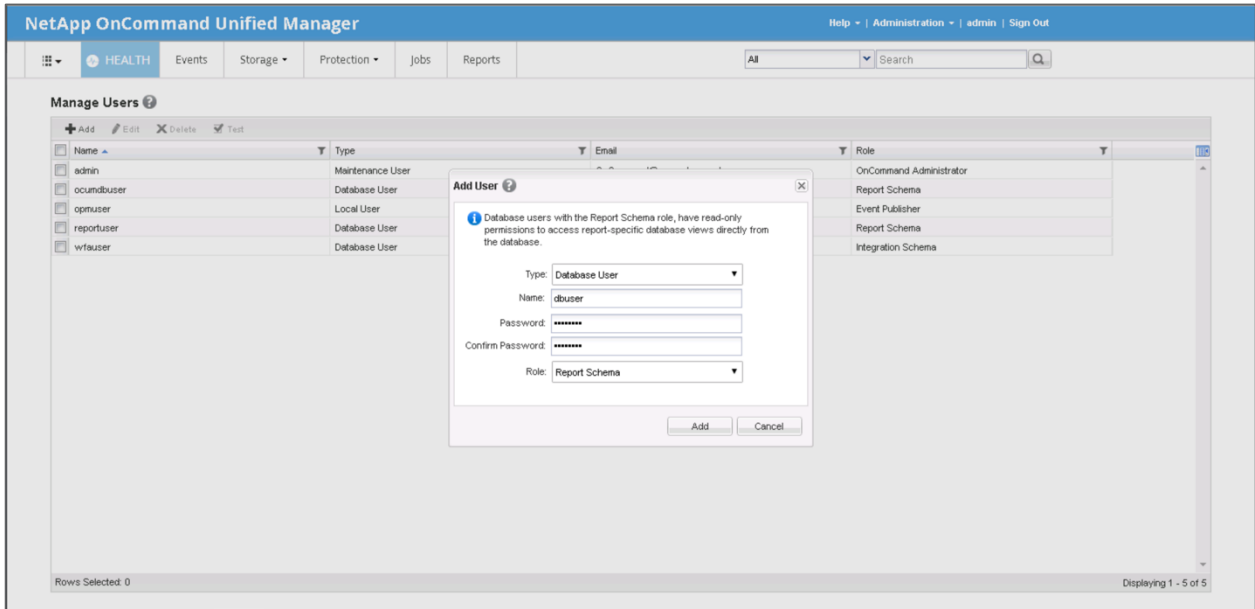 NetApp OnCommand Unified Manager
Help | Administration | admin | Sign Out
HEALTH Events Storage Protection Jobs Reports All Search
Manage Users
Add Edit Delete Test
Name Type Email Role
admin Maintenance User OnCommand Administrator
ocumdbuser Database User Report Schema
opmuser Local User Event Publisher
reportuser Database User Report Schema
wfauser Database User Integration Schema
Add User
Database users with the Report Schema role, have read-only
permissions to access report-specific database views directly from
the database.
Type: Database User
Name: dbuser
Password: ••••••••
Confirm Password: ••••••••
Role: Report Schema
Add Cancel
Rows Selected: 0 Displaying 1 - 5 of 5